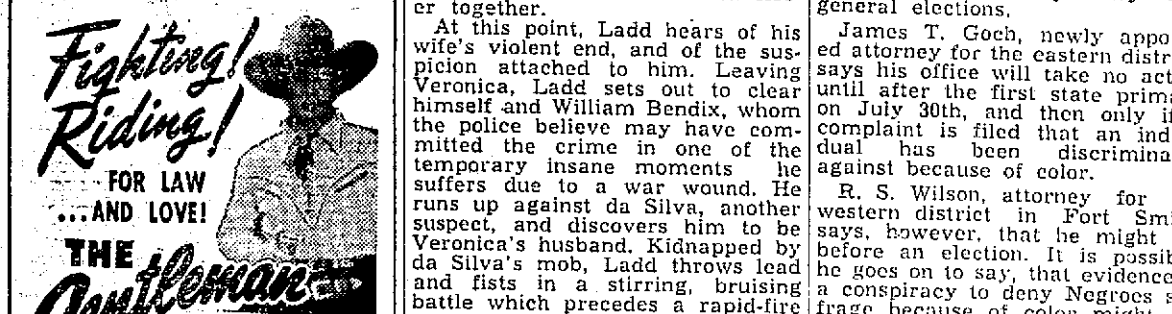 Fighting!
Riding!
FOR LAW
...AND LOVE!
THE
Gentleman
er together.
At this point, Ladd hears of his
wife's violent end, and of the sus-
picion attached to him. Leaving
Veronica, Ladd sets out to clear
himself and William Bendix, whom
the police believe may have com-
mitted the crime in one of the
temporary insane moments he
suffers due to a war wound. He
runs up against da Silva, another
suspect, and discovers him to be
Veronica's husband. Kidnapped by
da Silva's mob, Ladd throws lead
and fists in a stirring, bruising
battle which precedes a rapid-fire
general elections.
James T. Goch, newly appo
ed attorney for the eastern distr
says his office will take no act
until after the first state prima
on July 30th, and then only if
complaint is filed that an indi
dual has been discrimina
against because of color.
R. S. Wilson, attorney for
western district in Fort Smi
says, however, that he might
before an election. It is possib
he goes on to say, that evidence
a conspiracy to deny Negroes s
frage because of color might